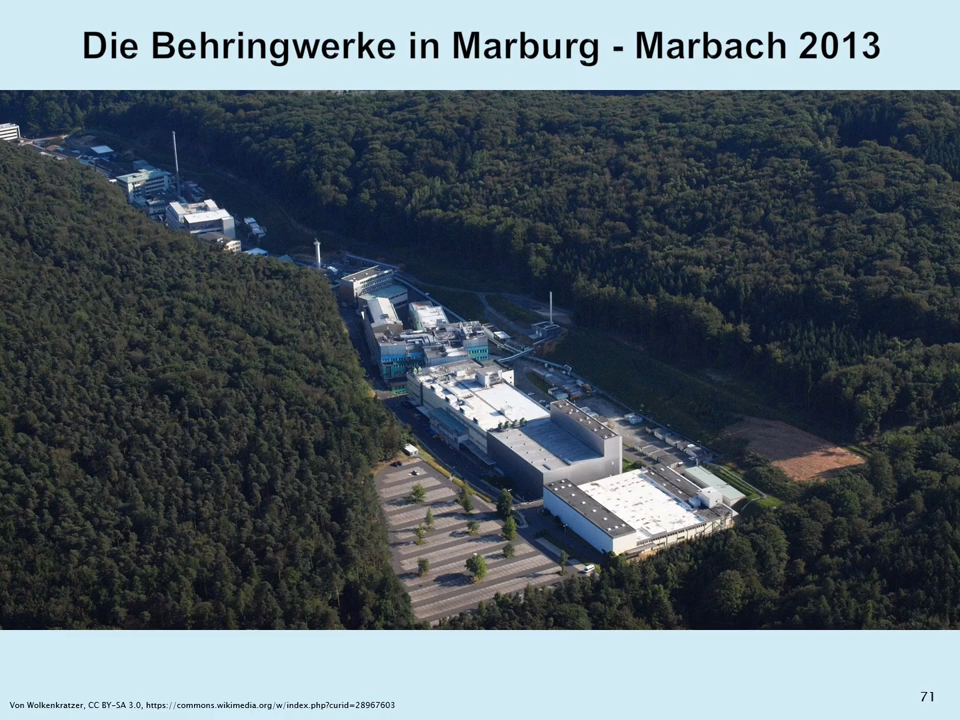 Die Behringwerke in Marburg - Marbach 2013
71
Von Wolkenkratzer, CC BY-SA 3.0, https://commons.wikimedia.org/w/index.php?curid=28967603